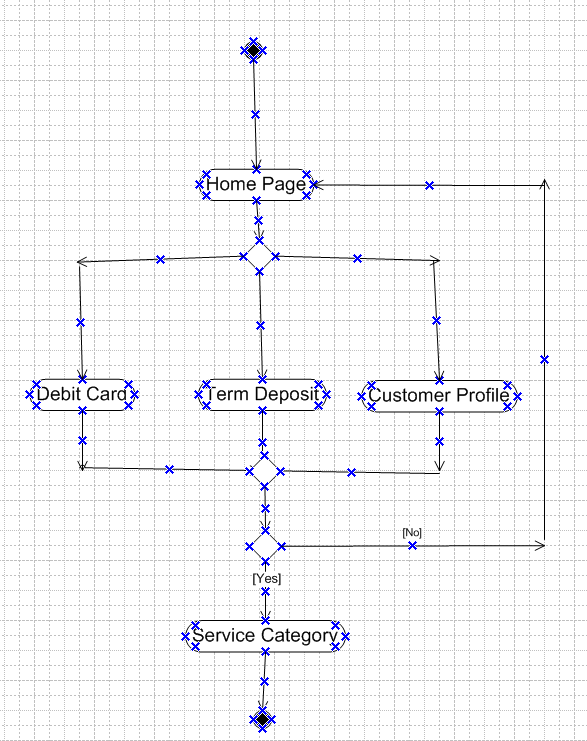 Home Page
Debit Card
Term Deposit
Customer Profile
[No]
[Yes]
Service Category